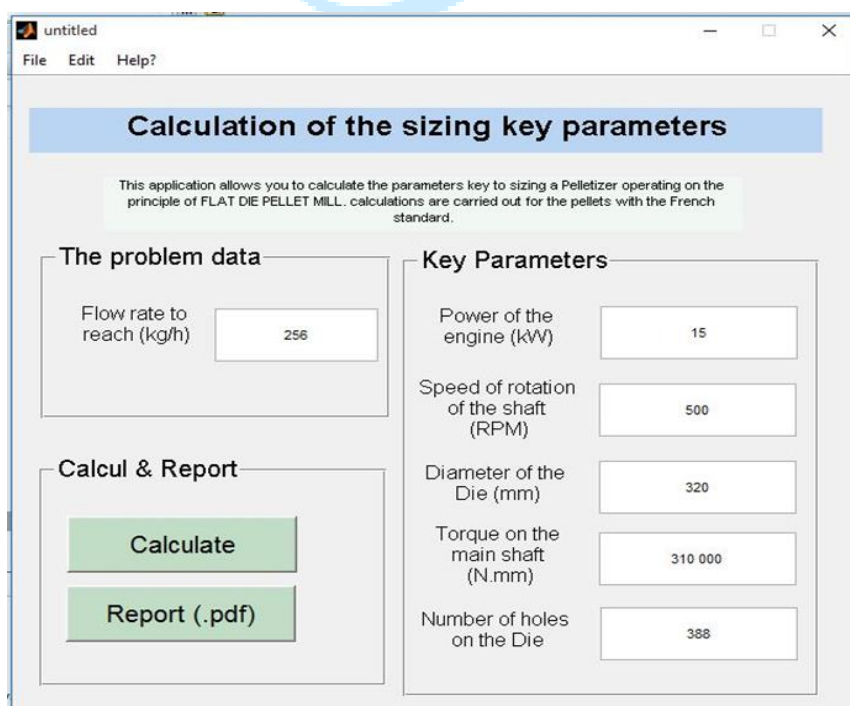 untitled
File Edit Help?
Calculation of the sizing key parameters
This application allows you to calculate the parameters key to sizing a Pelletizer operating on the
principle of FLAT DIE PELLET MILL. calculations are carried out for the pellets with the French
standard.
The problem data
Flow rate to
reach (kg/h)
256
Calcul & Report
Calculate
Report (.pdf)
Key Parameters
Power of the
engine (kW)
15
Speed of rotation
of the shaft
(RPM)
500
Diameter of the
Die (mm)
320
Torque on the
main shaft
(N.mm)
310 000
Number of holes
on the Die
388